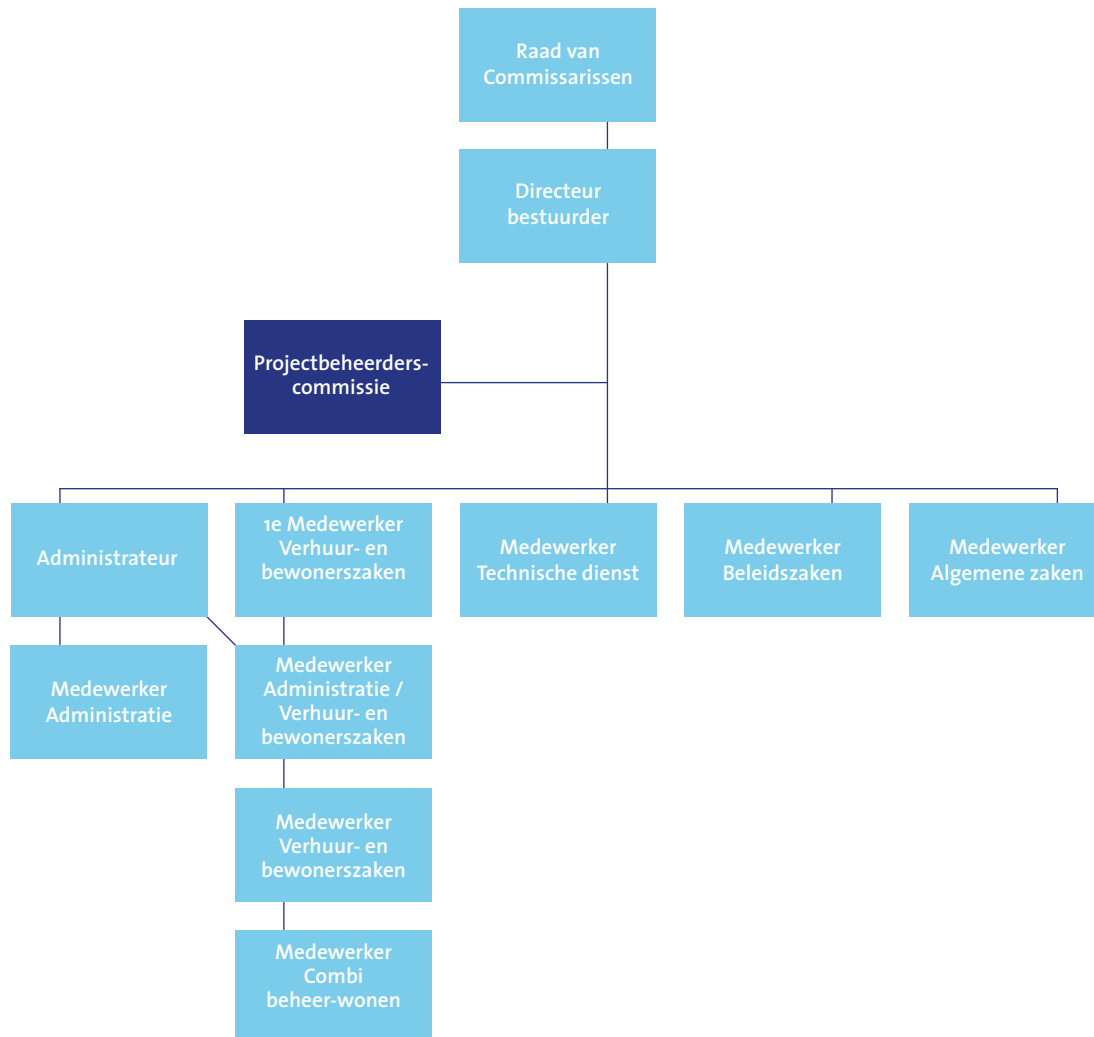 Raad van
Commissarissen
Directeur
bestuurder
Projectbeheerders-
commissie
Administrateur
1e Medewerker
Verhuur- en
bewonerszaken
Medewerker
Technische dienst
Medewerker
Beleidszaken
Medewerker
Algemene zaken
Medewerker
Administratie
Medewerker
Administratie /
Verhuur- en
bewonerszaken
Medewerker
Verhuur- en
bewonerszaken
Medewerker
Combi
beheer-wonen